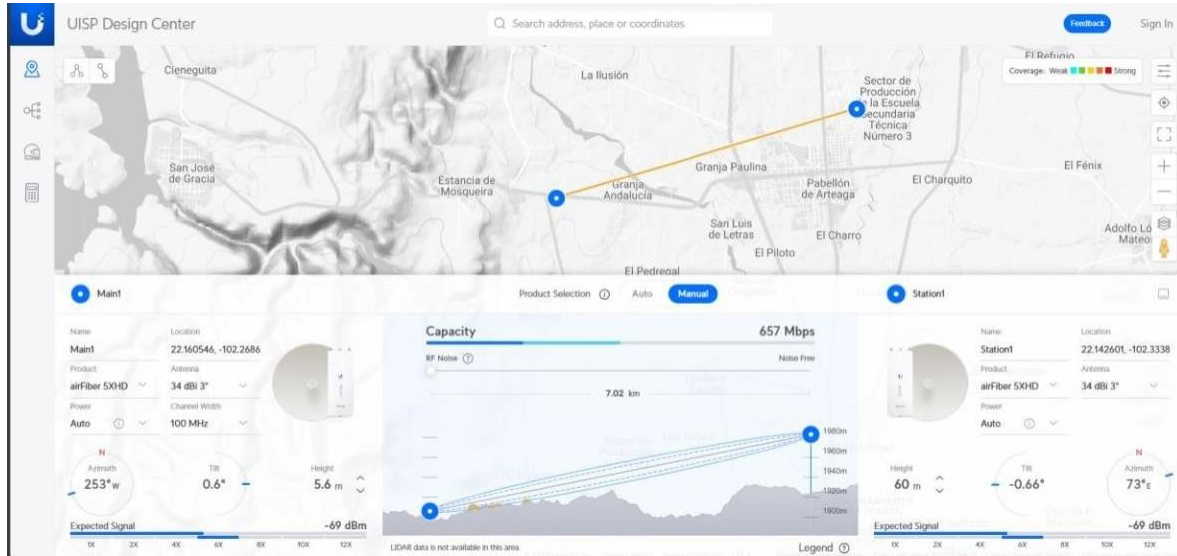 UISP Design Center
Search address, place or coordinates
Feedback
Sign In
Cieneguita
La Ilusión
El Refugio
Coverage: Weak Strong
Sector de
Producción
de la Escuela
Secundaria
Técnica
Número 3
San José
de Gracia
Estancia de
Mosqueira
Granja
Andalucía
Granja Paulina
Pabellón
de Arteaga
El Charquito
El Fénix
San Luis
de Letras
El Charro
El Piloto
Adolfo Ló
Mateo
El Pedregal
Main1
Product Selection
Auto
Manual
Station1
Name
Main1
Location
22.160546, -102.2686
Product
airFiber 5XHD
Antenna
34 dBi 3°
Power
Auto
Channel Width
100 MHz
N
Azimuth
253°W
Tilt
0.6°
Height
5.6 m
Expected Signal
-69 dBm
1X 2X 4X 6X 8X 10X 12X
Capacity
657 Mbps
RF Noise
Noise Free
7.02 km
1980m
1960m
1940m
1920m
1900m
LIDAR data is not available in this area.
Legend
Name
Station1
Location
22.142601, -102.3338
Product
airFiber 5XHD
Antenna
34 dBi 3°
Power
Auto
Height
60 m
Tilt
-0.66°
N
Azimuth
73°E
Expected Signal
-69 dBm
1X 2X 4X 6X 8X 10X 12X